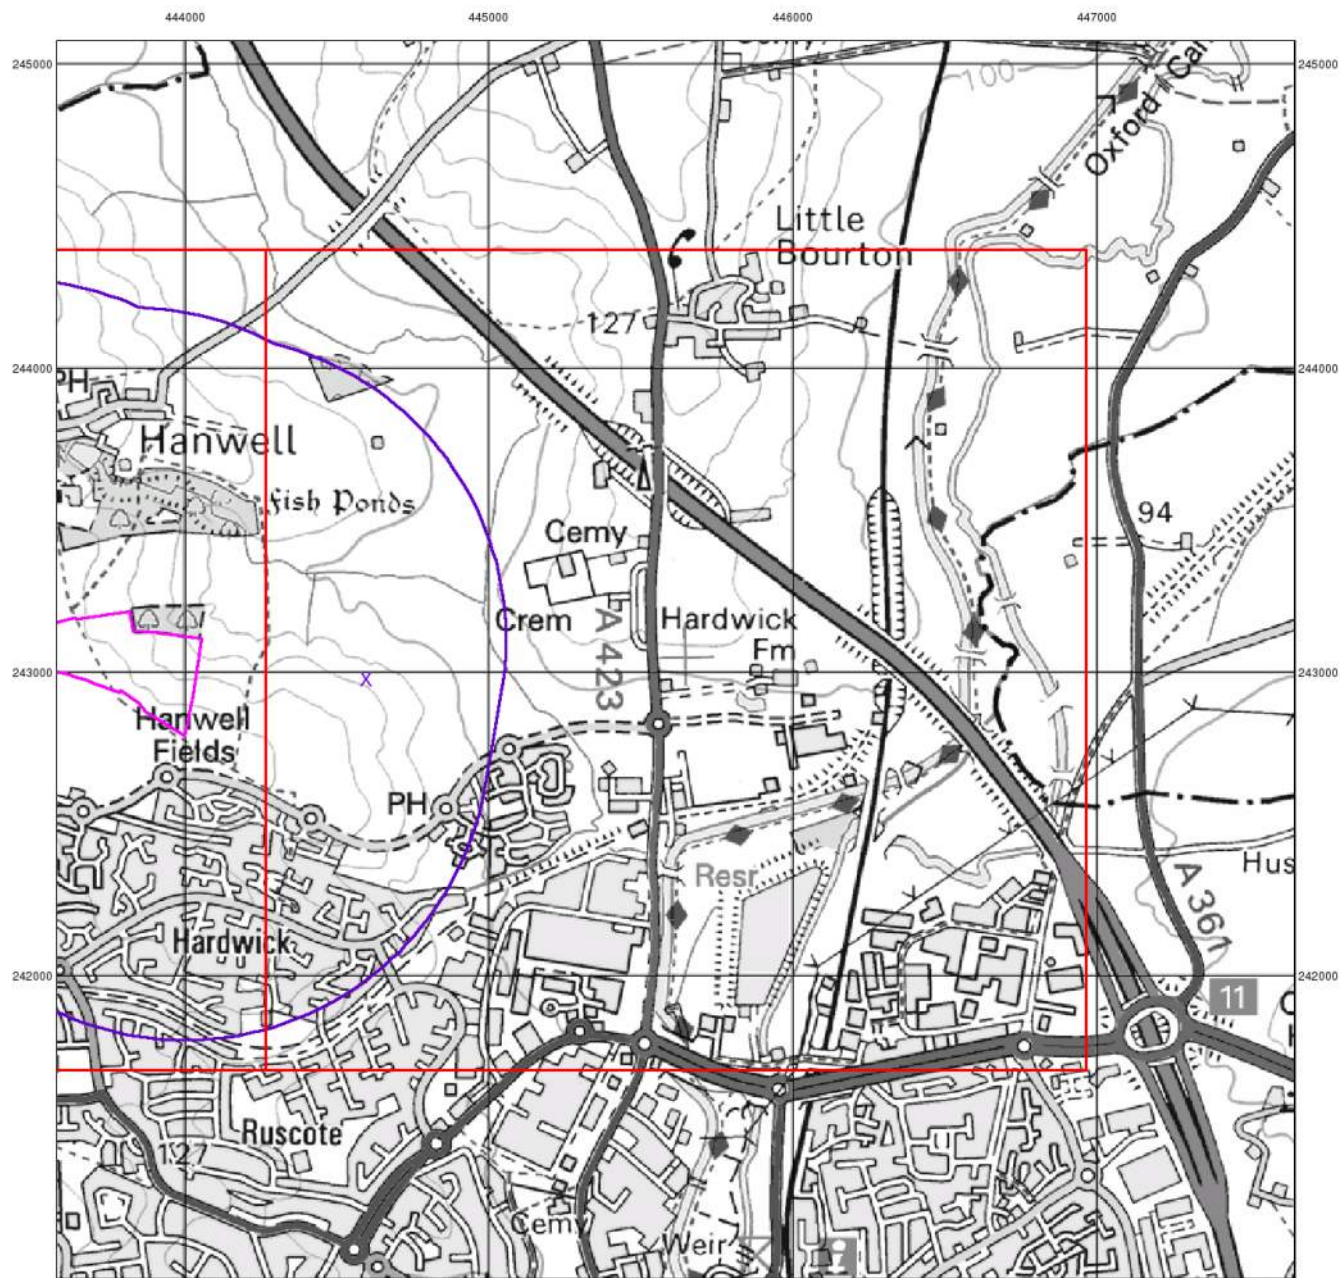 444000 445000 446000 447000
245000
245000
100
Oxford
Little
Bourton
127
244000
244000
PH
Hanwell
Fish Ponds
94
Cemy
Crem
A 423
Hardwick
Fm
243000
243000
X
Hanwell
Fields
PH
Hus
Resr
A 361
Hardwick
242000
242000
11
Ruscote
127
Cemy
Weir